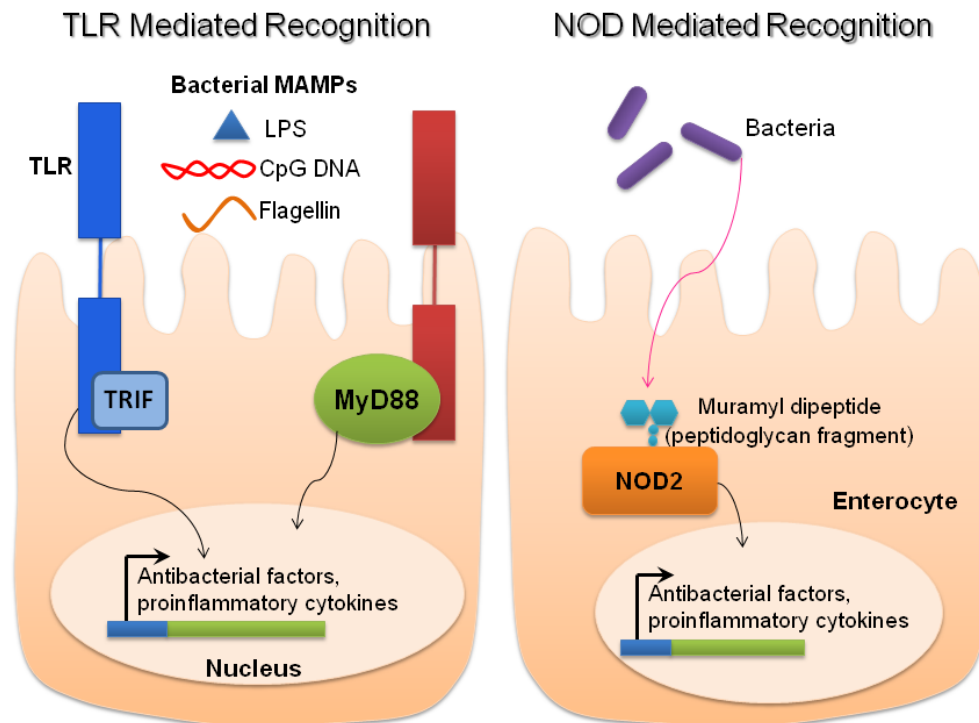 TLR Mediated Recognition
Bacterial MAMPs
LPS
TLR
CpG DNA
Flagellin
TRIF
MyD88
Antibacterial factors,
proinflammatory cytokines
Nucleus
NOD Mediated Recognition
Bacteria
Muramyl dipeptide
(peptidoglycan fragment)
NOD2
Enterocyte
Antibacterial factors,
proinflammatory cytokines